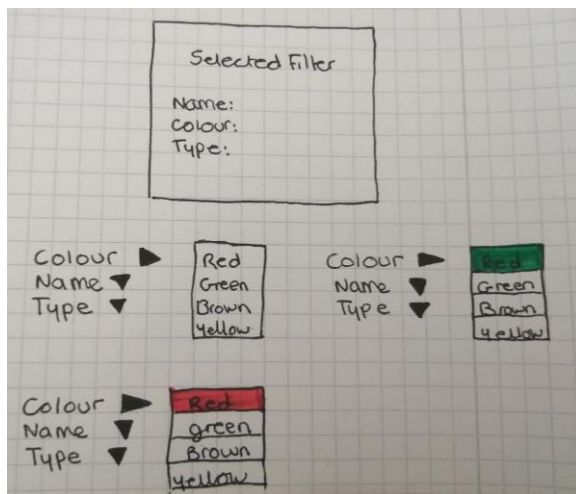 Selected Filter
Name:
Colour:
Type:
Colour
Name
Type
Red
Green
Brown
yellow
Colour
Name
Type
Red
Green
Brown
yellow
Colour
Name
Type
Red
green
Brown
yellow